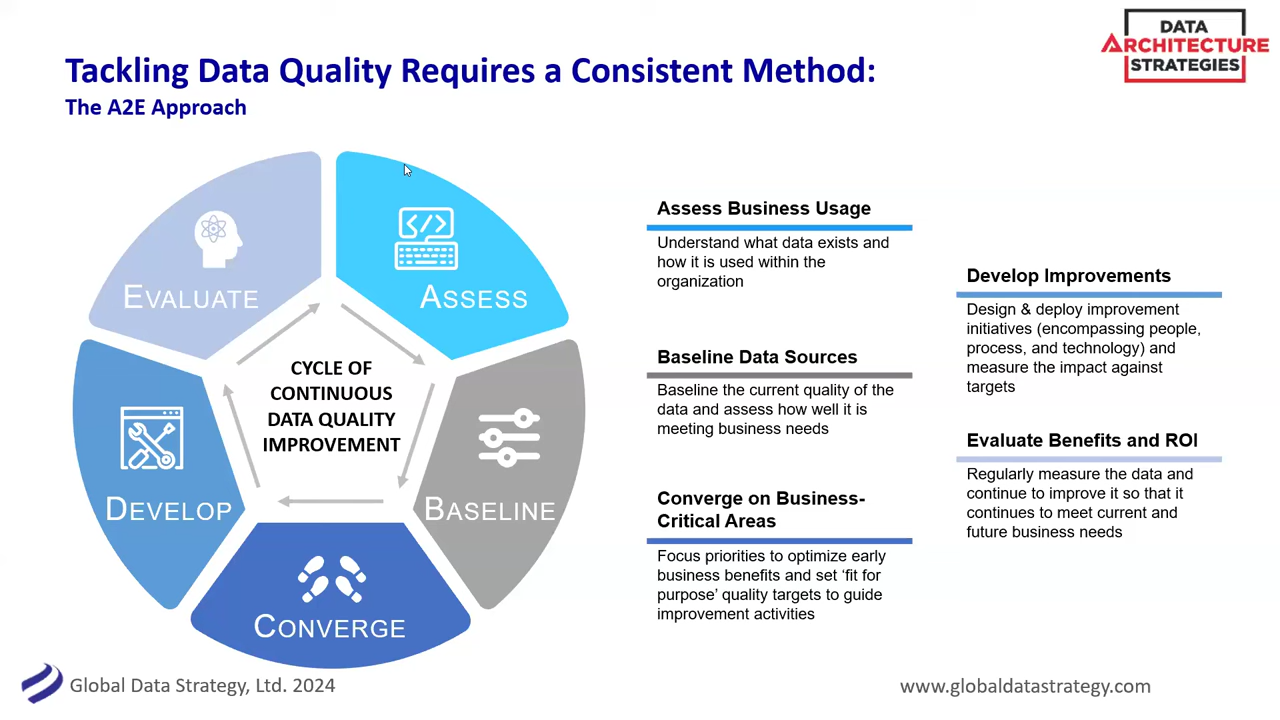 DATA
ARCHITECTURE
STRATEGIES
Tackling Data Quality Requires a Consistent Method:
The A2E Approach
EVALUATE
ASSESS
BASELINE
CONVERGE
DEVELOP
CYCLE OF
CONTINUOUS
DATA QUALITY
IMPROVEMENT
</>
Assess Business Usage
Understand what data exists and
how it is used within the
organization
Baseline Data Sources
Baseline the current quality of the
data and assess how well it is
meeting business needs
Converge on Business-
Critical Areas
Focus priorities to optimize early
business benefits and set ‘fit for
purpose’ quality targets to guide
improvement activities
Develop Improvements
Design & deploy improvement
initiatives (encompassing people,
process, and technology) and
measure the impact against
targets
Evaluate Benefits and ROI
Regularly measure the data and
continue to improve it so that it
continues to meet current and
future business needs
Global Data Strategy, Ltd. 2024
www.globaldatastrategy.com